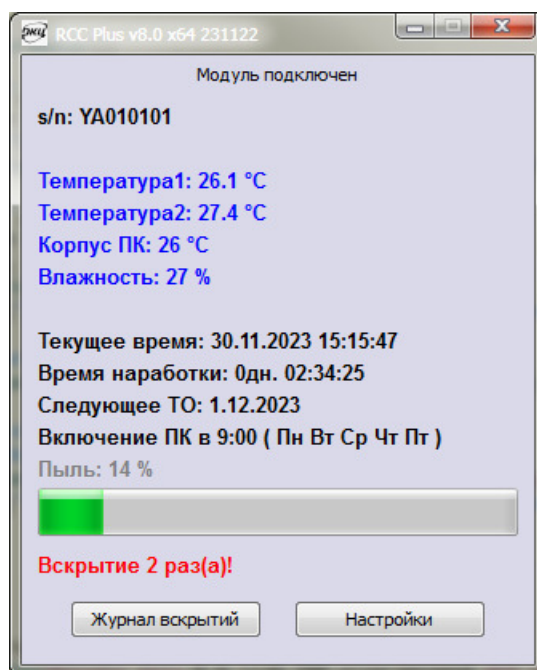 ркц RCC Plus v8.0 x64 231122
Модуль подключен
s/n: YA010101
Температура1: 26.1 °C
Температура2: 27.4 °C
Корпус ПК: 26 °C
Влажность: 27 %
Текущее время: 30.11.2023 15:15:47
Время наработки: 0дн. 02:34:25
Следующее ТО: 1.12.2023
Включение ПК в 9:00 ( Пн Вт Ср Чт Пт )
Пыль: 14 %
Вскрытие 2 раз(а)!
Журнал вскрытий
Настройки